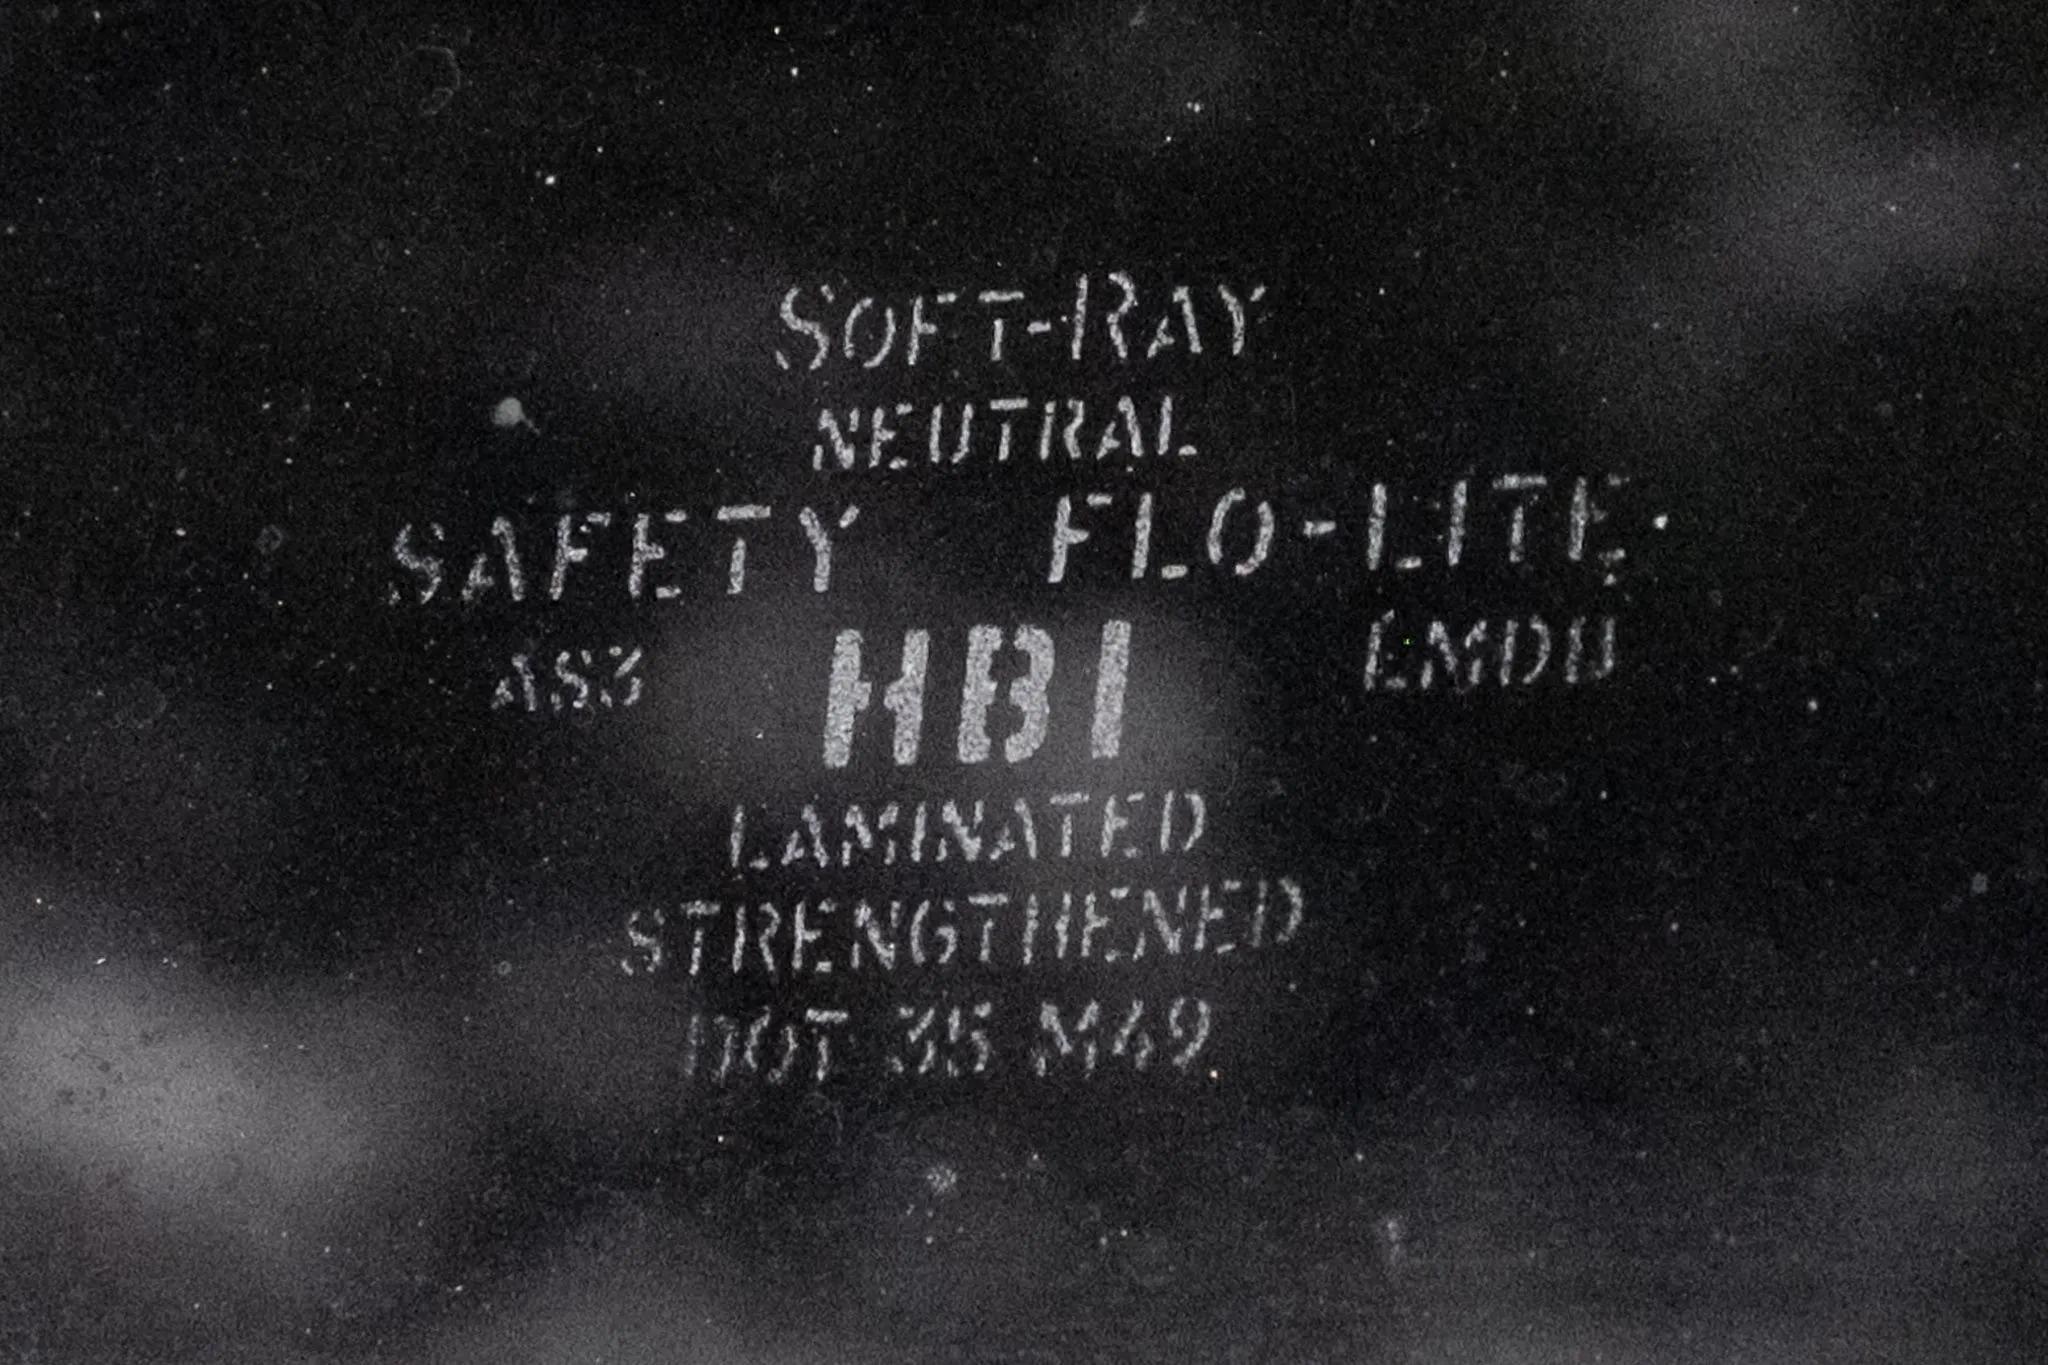 SOFT-RAY
NEUTRAL
SAFETY FLO-LITE
AS3 HBI
LAMINATED
STRENGTHENED
DOT 35 M49